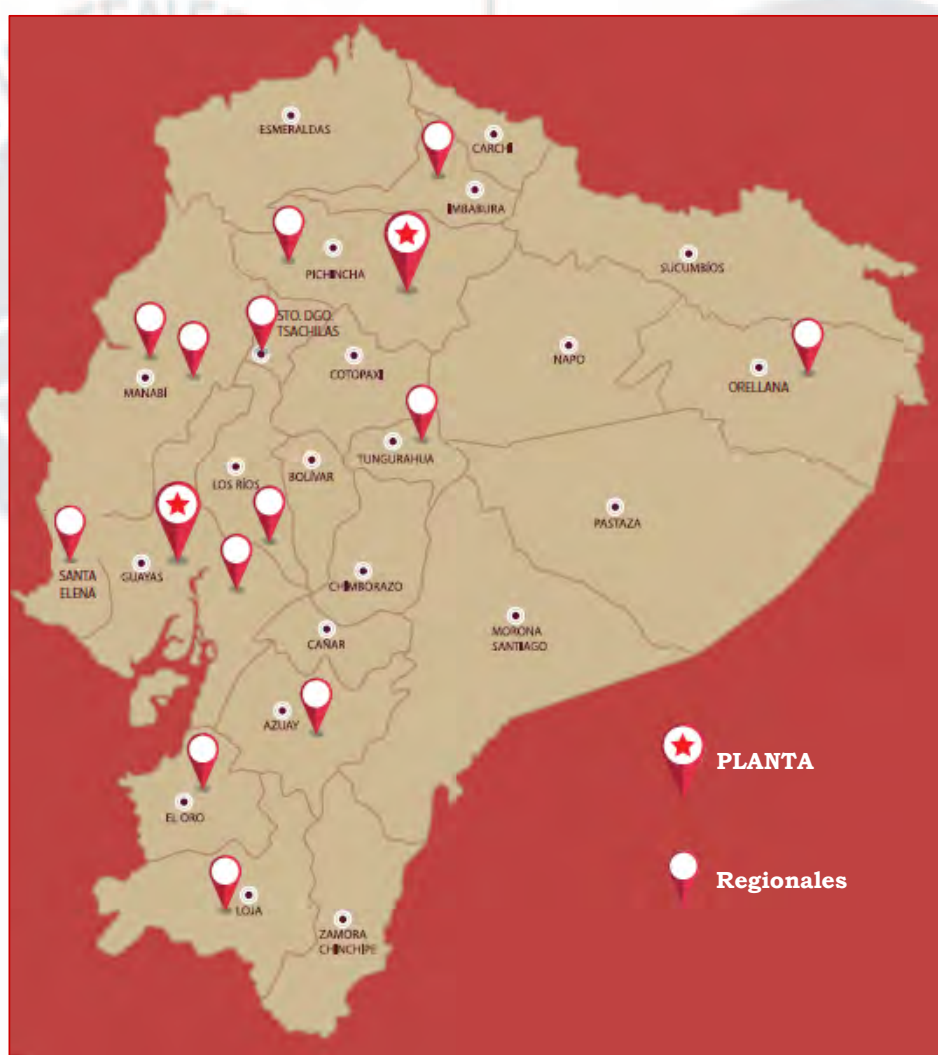 ESMERALDAS
CARCHI
IMBABURA
PICHINCHA
SUCUMBÍOS
STO. DGO.
TSACHILAS
COTOPAXI
NAPO
ORELLANA
MANABÍ
TUNGURAHUA
LOS RÍOS
BOLÍVAR
PASTAZA
SANTA
ELENA
GUAYAS
CHIMBORAZO
CAÑAR
MORONA
SANTIAGO
AZUAY
PLANTA
EL ORO
Regionales
LOJA
ZAMORA
CHINCHIPE